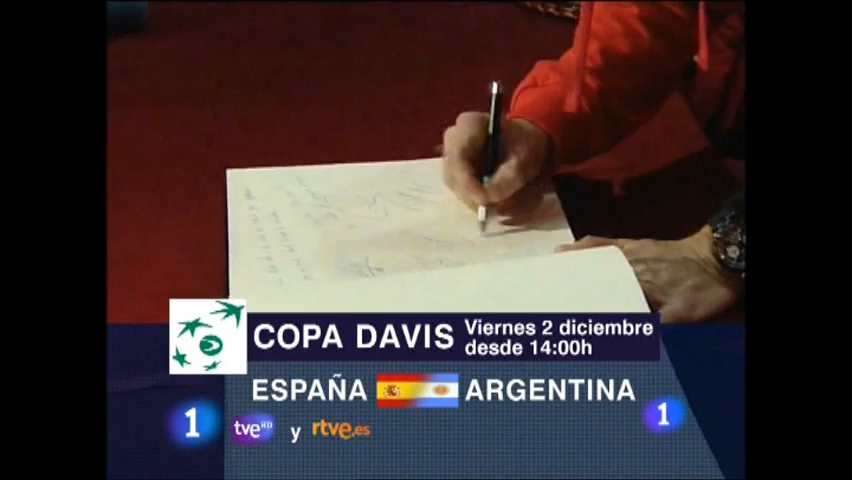 COPA DAVIS
Viernes 2 diciembre
desde 14:00h
ESPAÑA ARGENTINA
1 tve HD y rtve.es
1